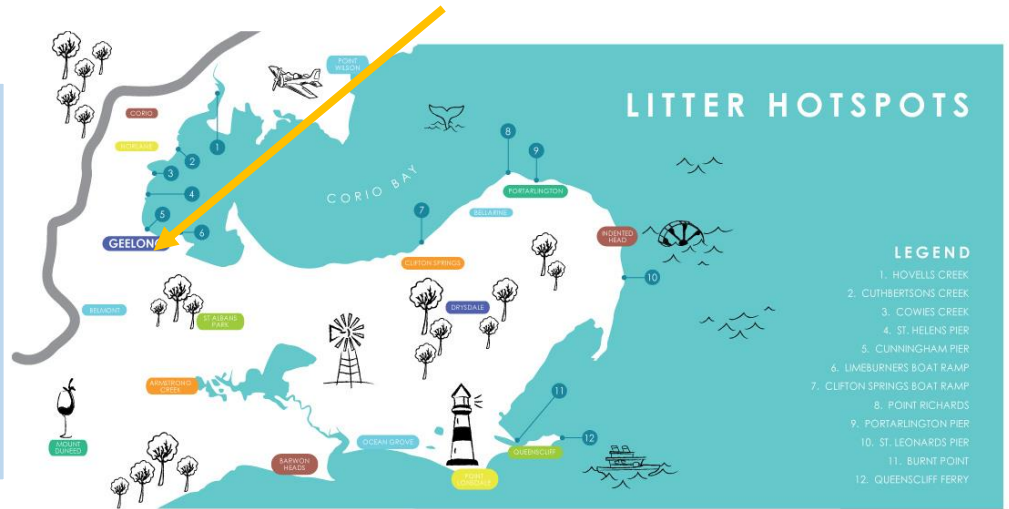 LITTER HOTSPOTS
POINT
WILSON
CORIO
NORLANE
1
2
3
4
5
6
GEELONG
CORIO BAY
7
8
9
PORTARLINGTON
BELLARINE
CLIFTON SPRINGS
INDENTED
HEAD
10
DRYSDALE
BELMONT
ST ALBANS
PARK
ARMSTRONG
CREEK
MOUNT
DUNEED
BARWON
HEADS
OCEAN GROVE
POINT
LONSDALE
QUEENSCLIFF
11
12
LEGEND
1. HOVELLS CREEK
2. CUTHBERTSONS CREEK
3. COWIES CREEK
4. ST. HELENS PIER
5. CUNNINGHAM PIER
6. LIMEBURNERS BOAT RAMP
7. CLIFTON SPRINGS BOAT RAMP
8. POINT RICHARDS
9. PORTARLINGTON PIER
10. ST. LEONARDS PIER
11. BURNT POINT
12. QUEENSCLIFF FERRY